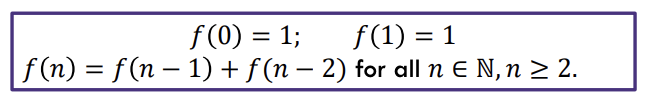 f(0) = 1; f(1) = 1
f(n) = f(n − 1) + f(n − 2) for all n ∈ ℕ, n ≥ 2.